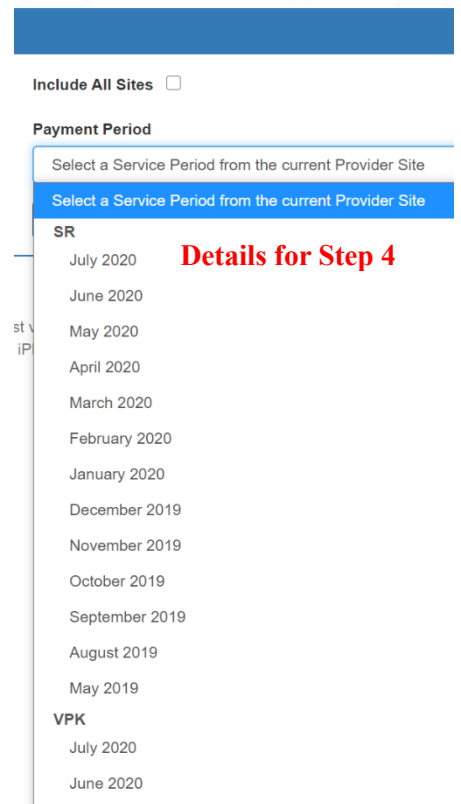 Include All Sites
Payment Period
Select a Service Period from the current Provider Site
Select a Service Period from the current Provider Site
SR
July 2020 Details for Step 4
June 2020
st
May 2020
iP
April 2020
March 2020
February 2020
January 2020
December 2019
November 2019
October 2019
September 2019
August 2019
May 2019
VPK
July 2020
June 2020